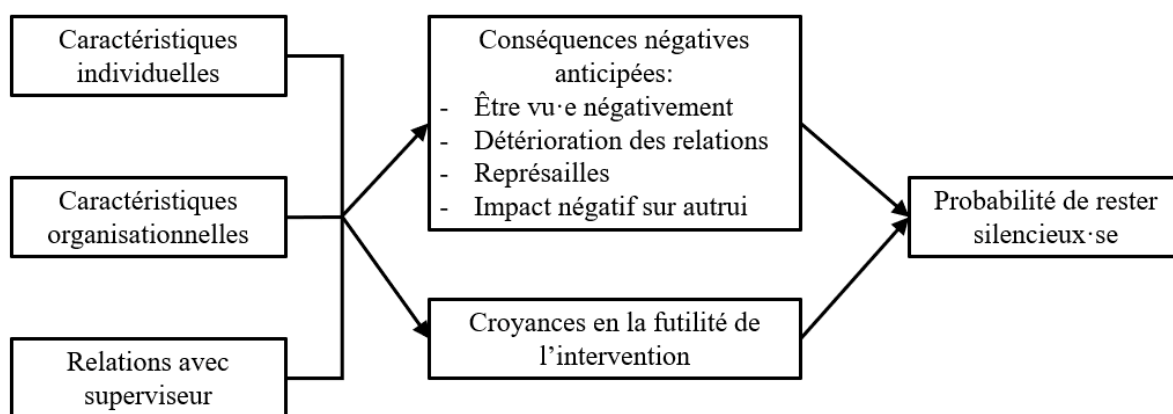 Caractéristiques
individuelles
Caractéristiques
organisationnelles
Relations avec
superviseur
Conséquences négatives
anticipées:
- Être vu·e négativement
- Détérioration des relations
- Représailles
- Impact négatif sur autrui
Croyances en la futilité de
l’intervention
Probabilité de rester
silencieux·se